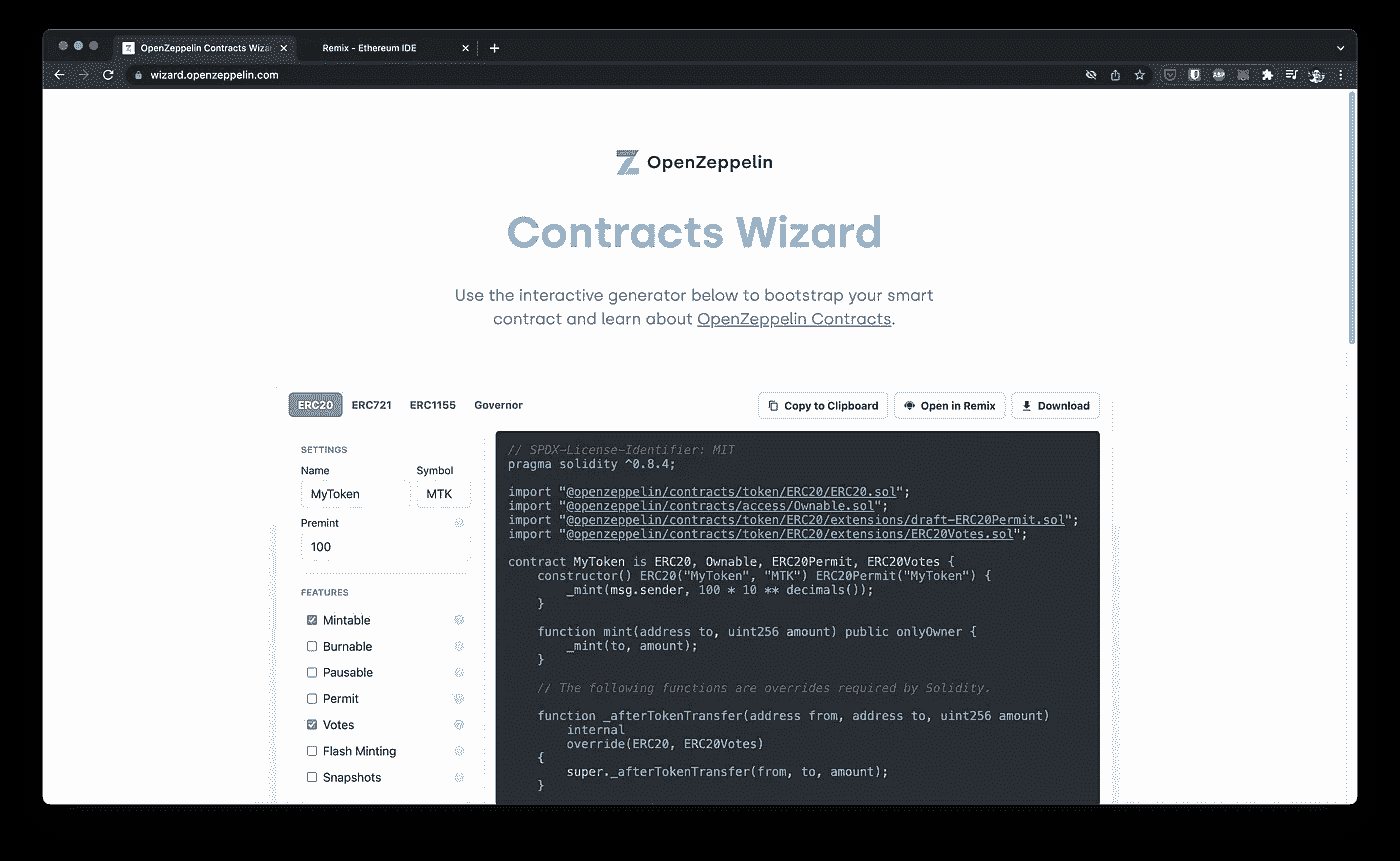 OpenZeppelin Contracts Wiza
Remix - Ethereum IDE
wizard.openzeppelin.com
ABP
OpenZeppelin
Contracts Wizard
Use the interactive generator below to bootstrap your smart
contract and learn about OpenZeppelin Contracts.
ERC20 ERC721 ERC1155 Governor
Copy to Clipboard Open in Remix Download
SETTINGS
Name Symbol
MyToken MTK
Premint
100
FEATURES
Mintable
Burnable
Pausable
Permit
Votes
Flash Minting
Snapshots
// SPDX-License-Identifier: MIT
pragma solidity ^0.8.4;
import "@openzeppelin/contracts/token/ERC20/ERC20.sol";
import "@openzeppelin/contracts/access/Ownable.sol";
import "@openzeppelin/contracts/token/ERC20/extensions/draft-ERC20Permit.sol";
import "@openzeppelin/contracts/token/ERC20/extensions/ERC20Votes.sol";
contract MyToken is ERC20, Ownable, ERC20Permit, ERC20Votes {
constructor() ERC20("MyToken", "MTK") ERC20Permit("MyToken") {
_mint(msg.sender, 100 * 10 ** decimals());
}
function mint(address to, uint256 amount) public onlyOwner {
_mint(to, amount);
}
// The following functions are overrides required by Solidity.
function _afterTokenTransfer(address from, address to, uint256 amount)
internal
override(ERC20, ERC20Votes)
{
super._afterTokenTransfer(from, to, amount);
}